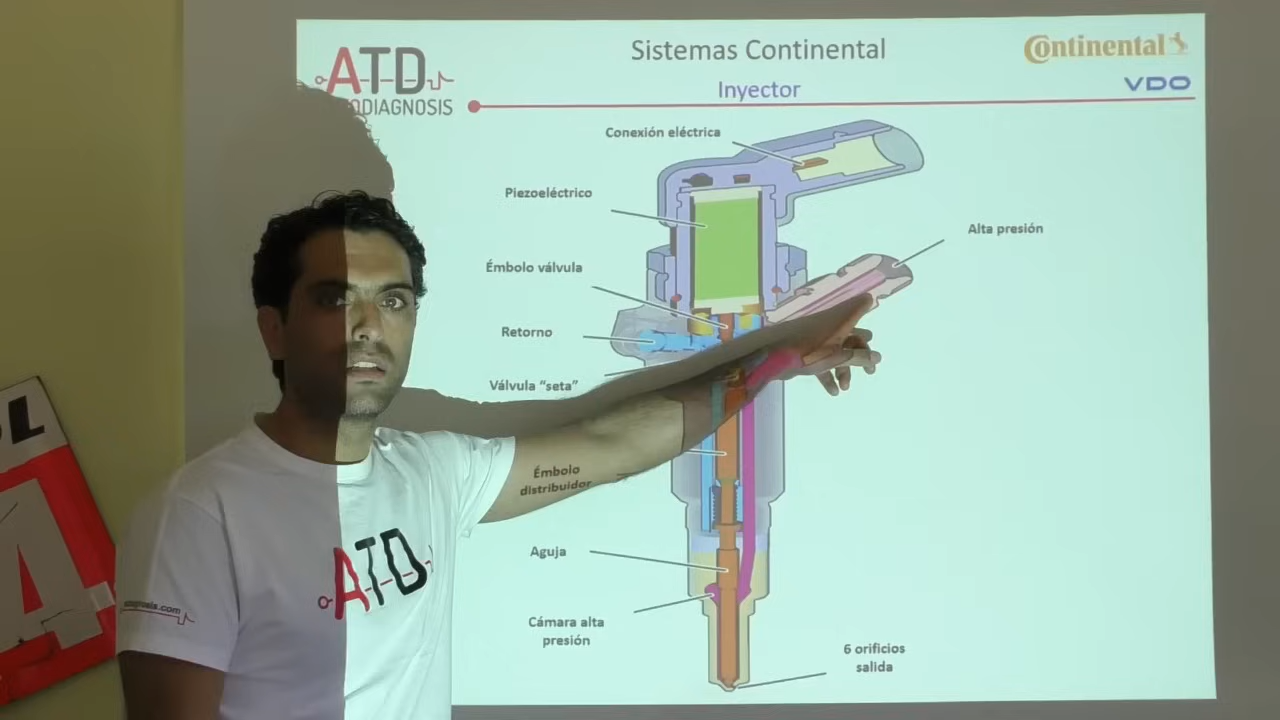 ATD
DIAGNOSIS
Sistemas Continental
Inyector
Continental
VDO
Conexión eléctrica
Piezoeléctrico
Alta presión
Émbolo válvula
Retorno
Válvula "seta"
Émbolo
distribuidor
Aguja
Cámara alta
presión
6 orificios
salida
ATD